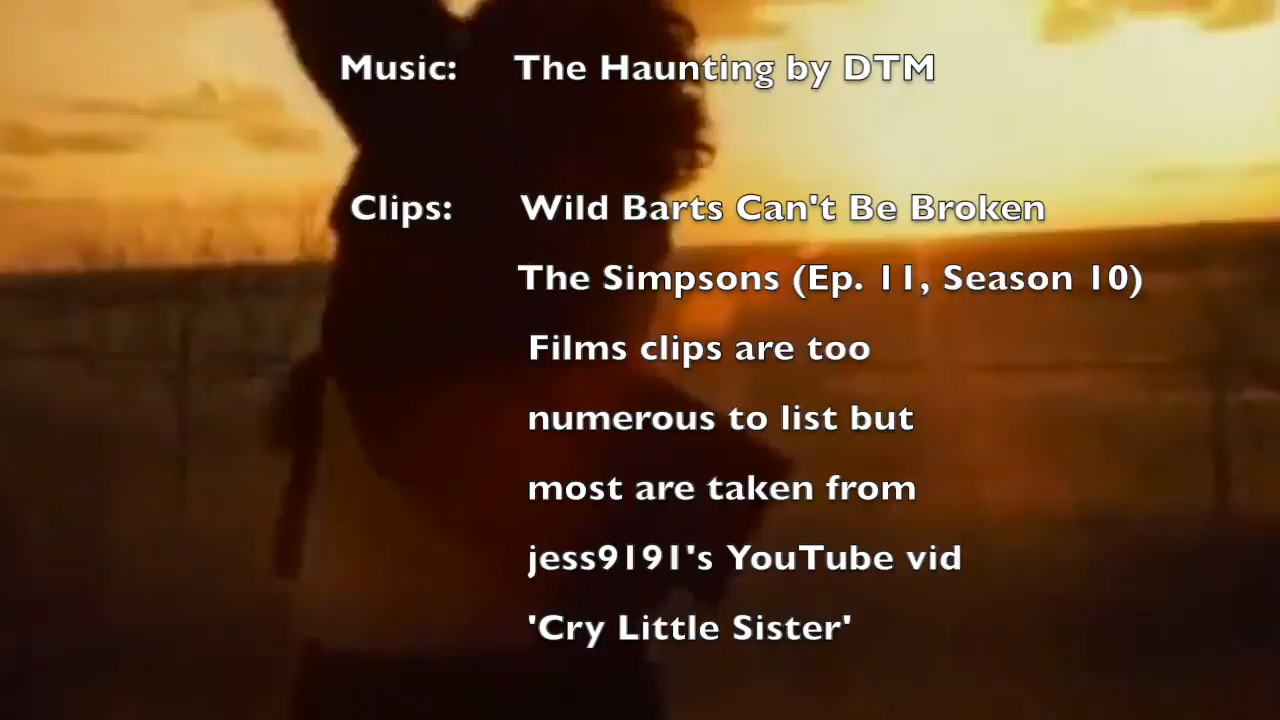 Music: The Haunting by DTM
Clips: Wild Barts Can't Be Broken
The Simpsons (Ep. 11, Season 10)
Films clips are too
numerous to list but
most are taken from
jess9191's YouTube vid
'Cry Little Sister'